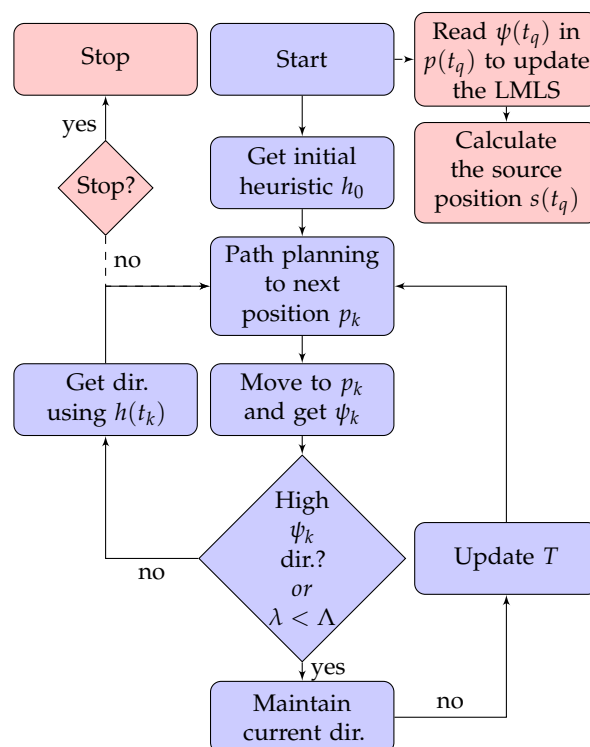 Stop
Start
Read ψ(t_q) in
p(t_q) to update
the LMLS
yes
Get initial
heuristic h_0
Calculate
the source
position s(t_q)
Stop?
no
Path planning
to next
position p_k
Get dir.
using h(t_k)
Move to p_k
and get ψ_k
High
ψ_k
dir.?
or
λ < Λ
no
Update T
yes
Maintain
current dir.
no